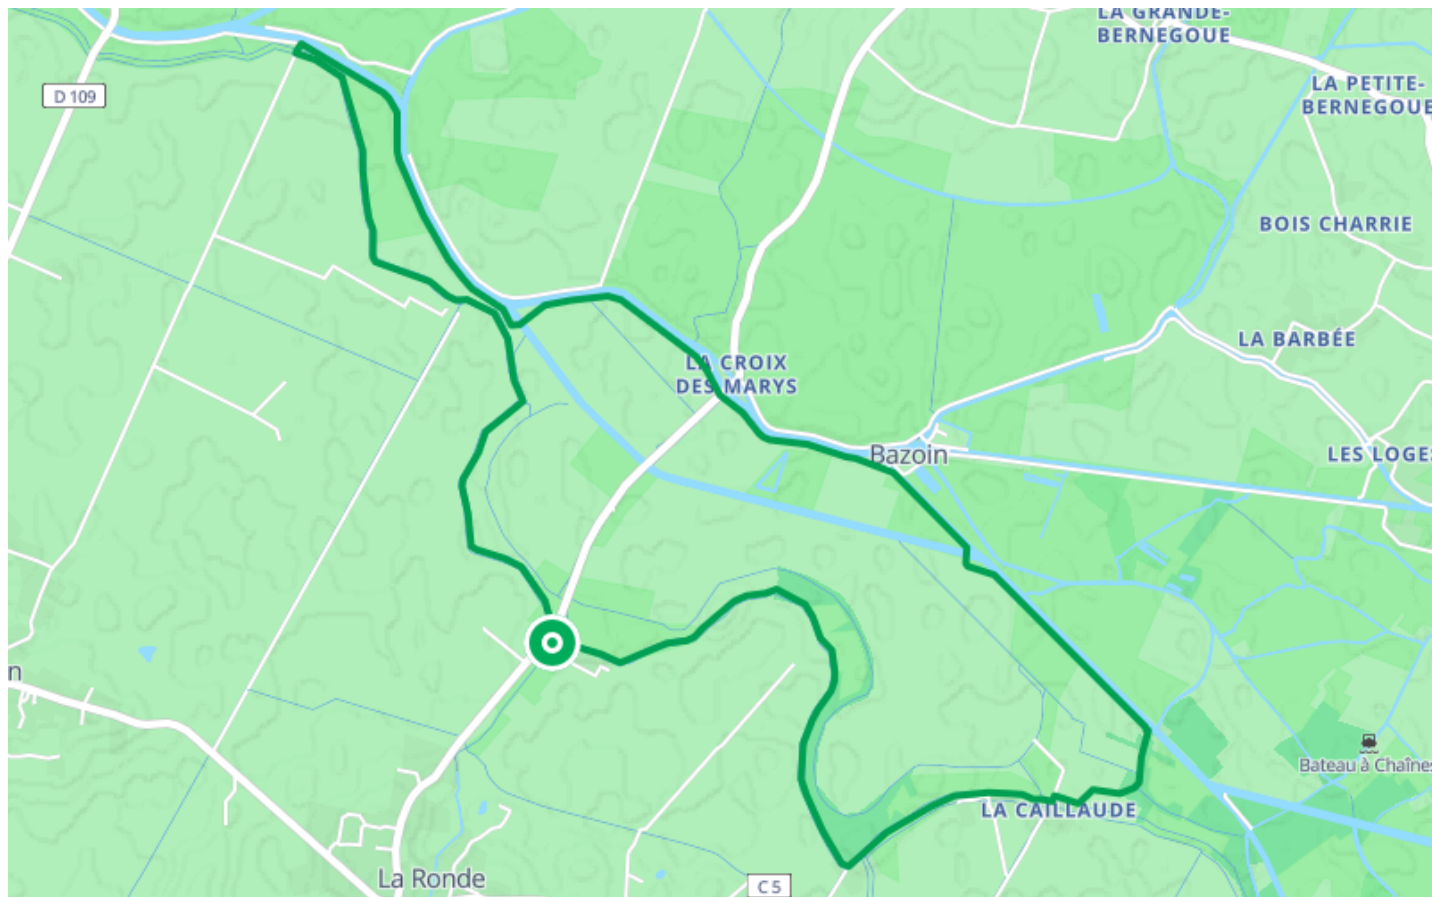 LA GRANDE-
BERNEGOUE
LA PETITE-
BERNEGOUE
D 109
BOIS CHARRIE
LA BARBÉE
LA CROIX
DES MARYS
Bazoin
LES LOGES
n
Bateau à Chaînes
LA CAILLAUDE
La Ronde
C 5